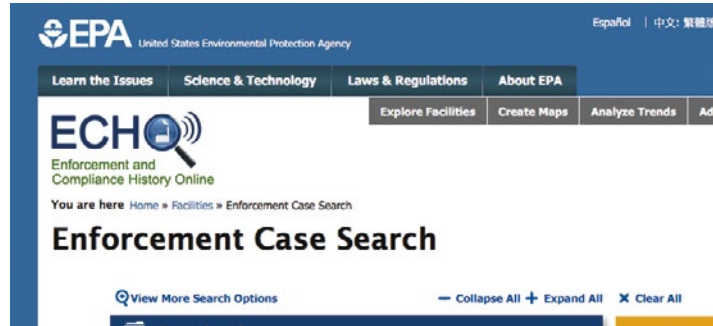 EPA United States Environmental Protection Agency
Español | 中文: 繁體版
Learn the Issues Science & Technology Laws & Regulations About EPA
Explore Facilities Create Maps Analyze Trends
ECHO
Enforcement and
Compliance History Online
You are here Home » Facilities » Enforcement Case Search
Enforcement Case Search
View More Search Options — Collapse All + Expand All X Clear All